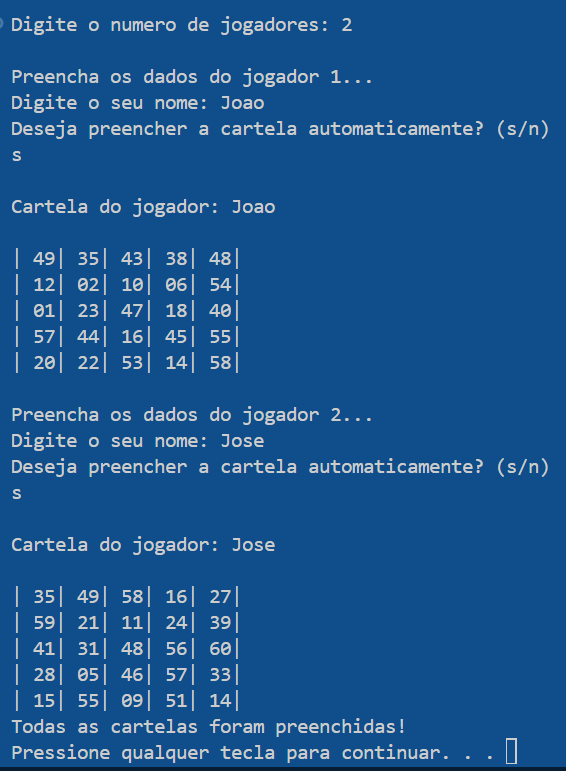 Digite o numero de jogadores: 2
Preencha os dados do jogador 1...
Digite o seu nome: Joao
Deseja preencher a cartela automaticamente? (s/n)
s
Cartela do jogador: Joao
| 49| 35| 43| 38| 48|
| 12| 02| 10| 06| 54|
| 01| 23| 47| 18| 40|
| 57| 44| 16| 45| 55|
| 20| 22| 53| 14| 58|
Preencha os dados do jogador 2...
Digite o seu nome: Jose
Deseja preencher a cartela automaticamente? (s/n)
s
Cartela do jogador: Jose
| 35| 49| 58| 16| 27|
| 59| 21| 11| 24| 39|
| 41| 31| 48| 56| 60|
| 28| 05| 46| 57| 33|
| 15| 55| 09| 51| 14|
Todas as cartelas foram preenchidas!
Pressione qualquer tecla para continuar. . .